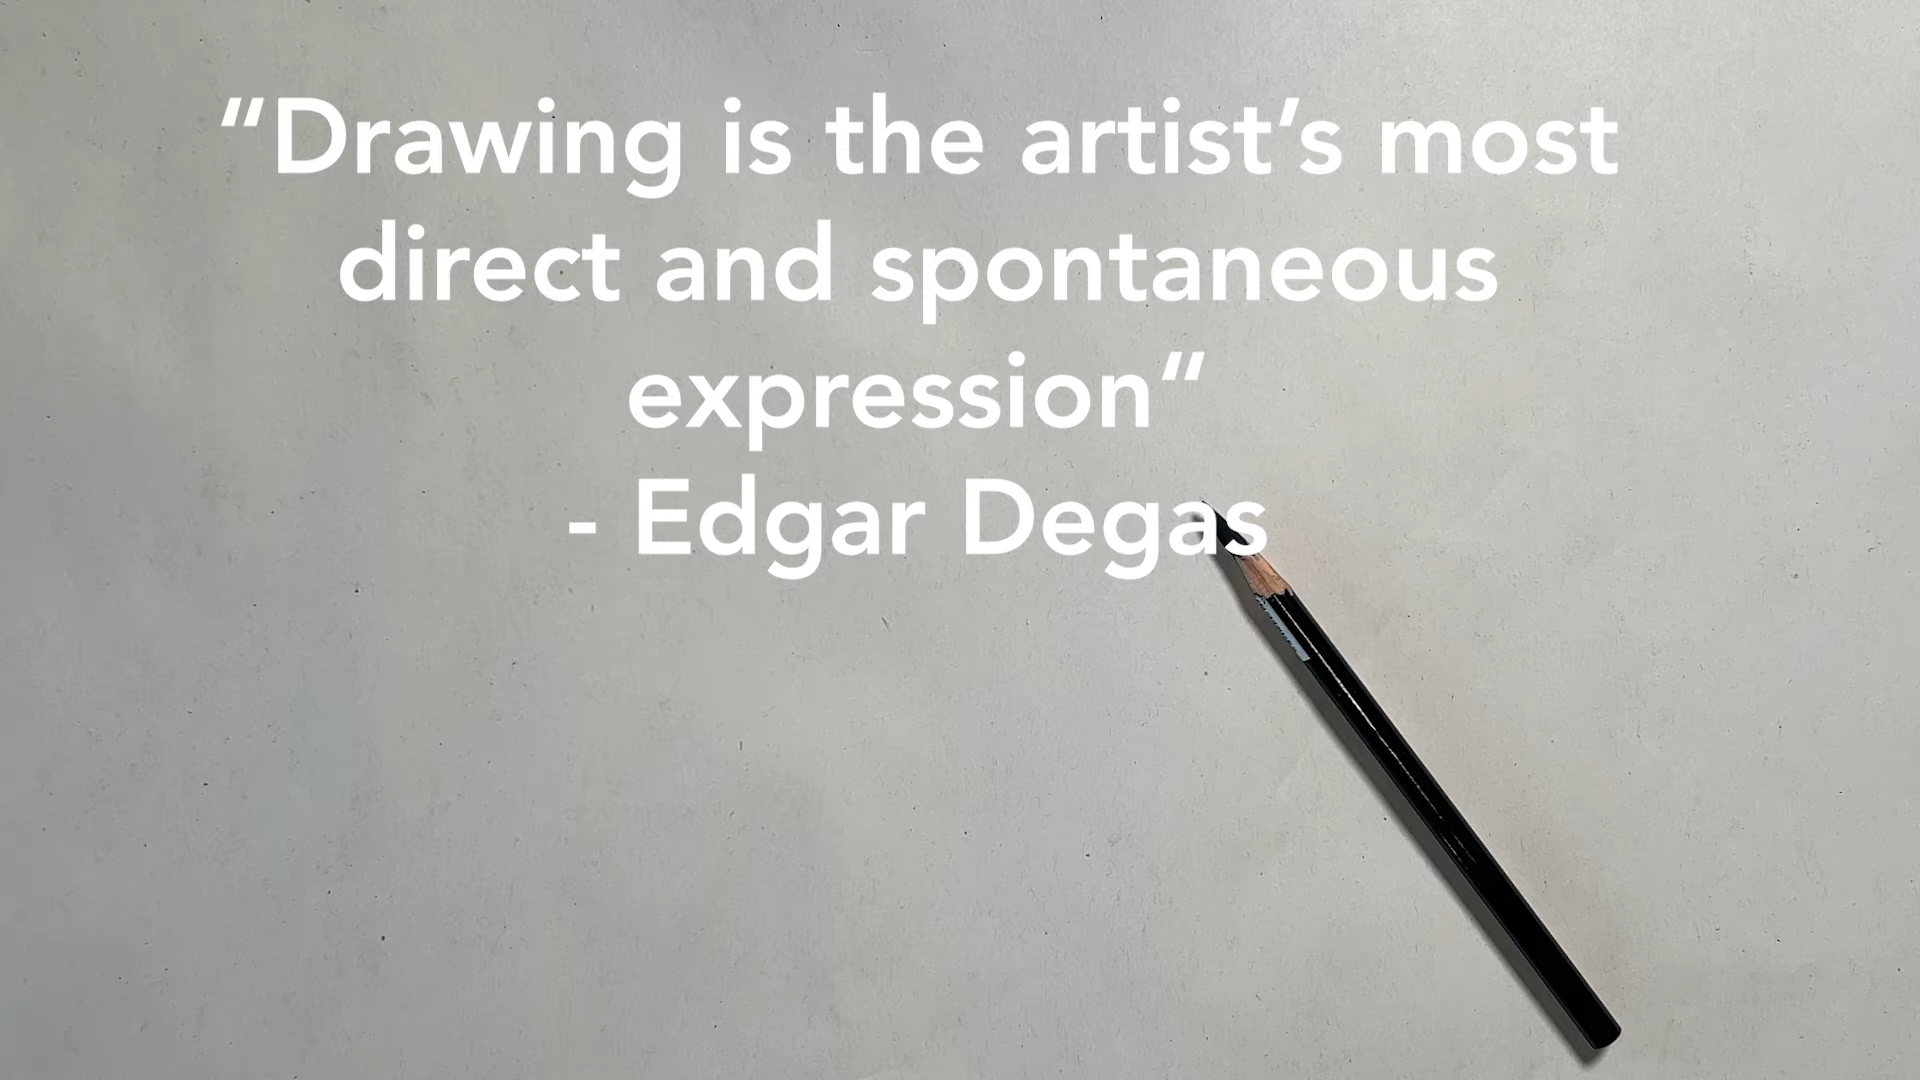 “Drawing is the artist’s most
direct and spontaneous
expression“
- Edgar Degas